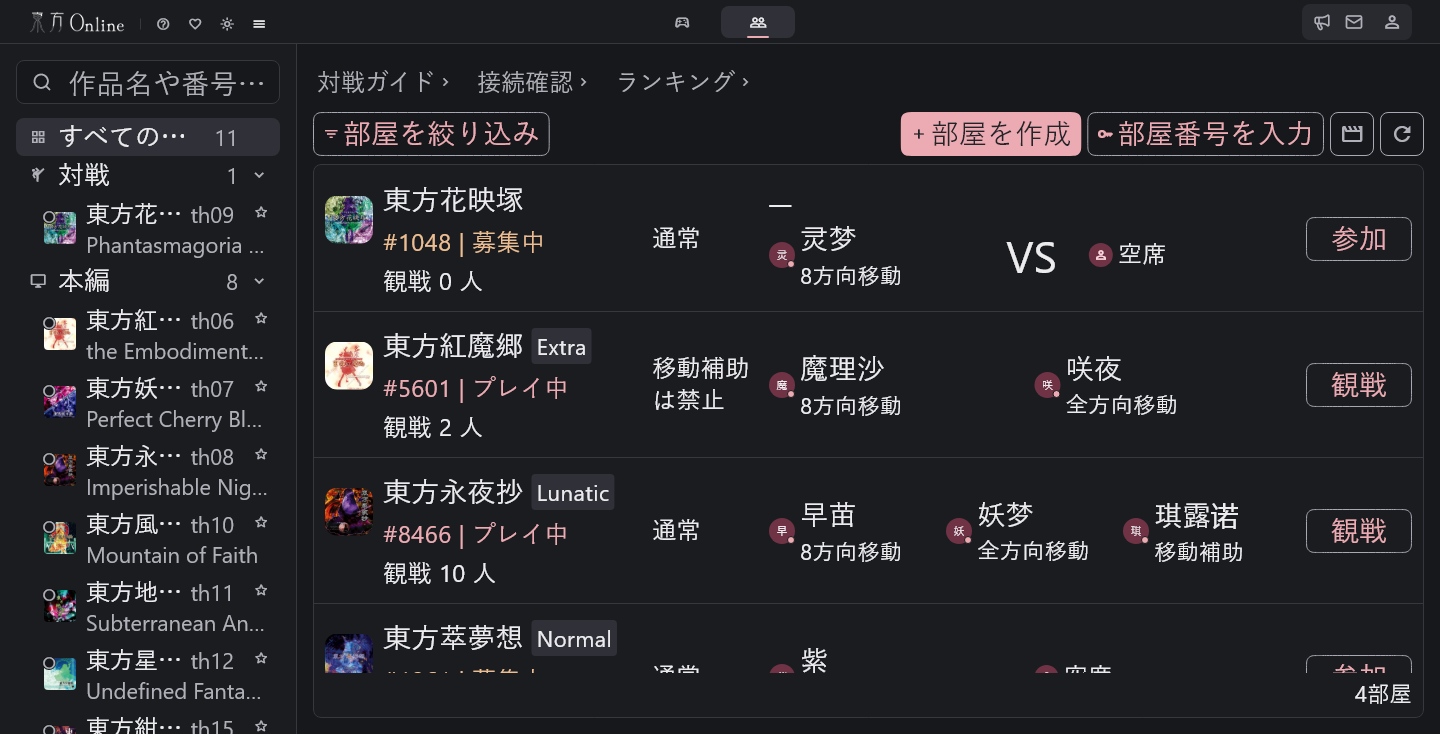 東方 Online
作品名や番号…
すべての… 11
対戦 1
東方花… th09
Phantasmagoria ...
本編 8
東方紅… th06
the Embodiment...
東方妖… th07
Perfect Cherry Bl...
東方永… th08
Imperishable Nig...
東方風… th10
Mountain of Faith
東方地… th11
Subterranean An...
東方星… th12
Undefined Fanta...
東方紺… th15
対戦ガイド › 接続確認 › ランキング ›
部屋を絞り込み
+ 部屋を作成
部屋番号を入力
東方花映塚
#1048 | 募集中
観戦 0 人
通常
—
灵 灵梦
8方向移動
VS
空席
参加
東方紅魔郷 Extra
#5601 | プレイ中
観戦 2 人
移動補助
は禁止
魔 魔理沙
8方向移動
咲 咲夜
全方向移動
観戦
東方永夜抄 Lunatic
#8466 | プレイ中
観戦 10 人
通常
早 早苗
8方向移動
妖 妖梦
全方向移動
琪 琪露诺
移動補助
観戦
東方萃夢想 Normal
通常
紫
空席
参加
4部屋